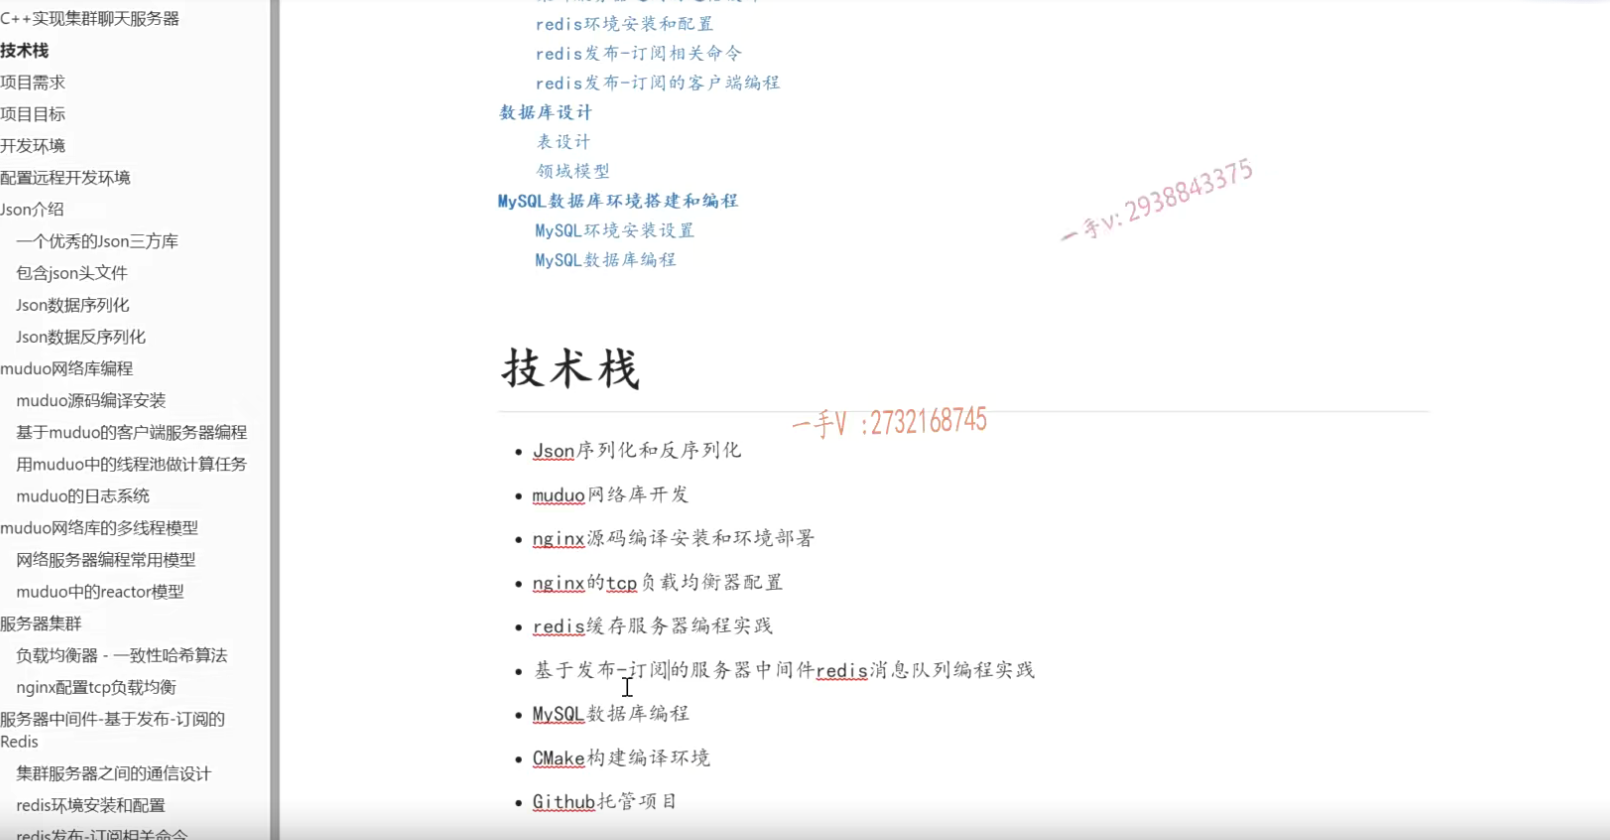 C++实现集群聊天服务器
技术栈
项目需求
项目目标
开发环境
配置远程开发环境
Json介绍
一个优秀的Json三方库
包含json头文件
Json数据序列化
Json数据反序列化
muduo网络库编程
muduo源码编译安装
基于muduo的客户端服务器编程
用muduo中的线程池做计算任务
muduo的日志系统
muduo网络库的多线程模型
网络服务器编程常用模型
muduo中的reactor模型
服务器集群
负载均衡器 - 一致性哈希算法
nginx配置tcp负载均衡
服务器中间件-基于发布-订阅的
Redis
集群服务器之间的通信设计
redis环境安装和配置
redis发布-订阅相关命令
redis环境安装和配置
redis发布-订阅相关命令
redis发布-订阅的客户端编程
数据库设计
表设计
领域模型
MySQL数据库环境搭建和编程
MySQL环境安装设置
MySQL数据库编程
一手v: 2938843375
技术栈
一手V :2732168745
Json序列化和反序列化
muduo网络库开发
nginx源码编译安装和环境部署
nginx的tcp负载均衡器配置
redis缓存服务器编程实践
基于发布-订阅的服务器中间件redis消息队列编程实践
MySQL数据库编程
CMake构建编译环境
Github托管项目